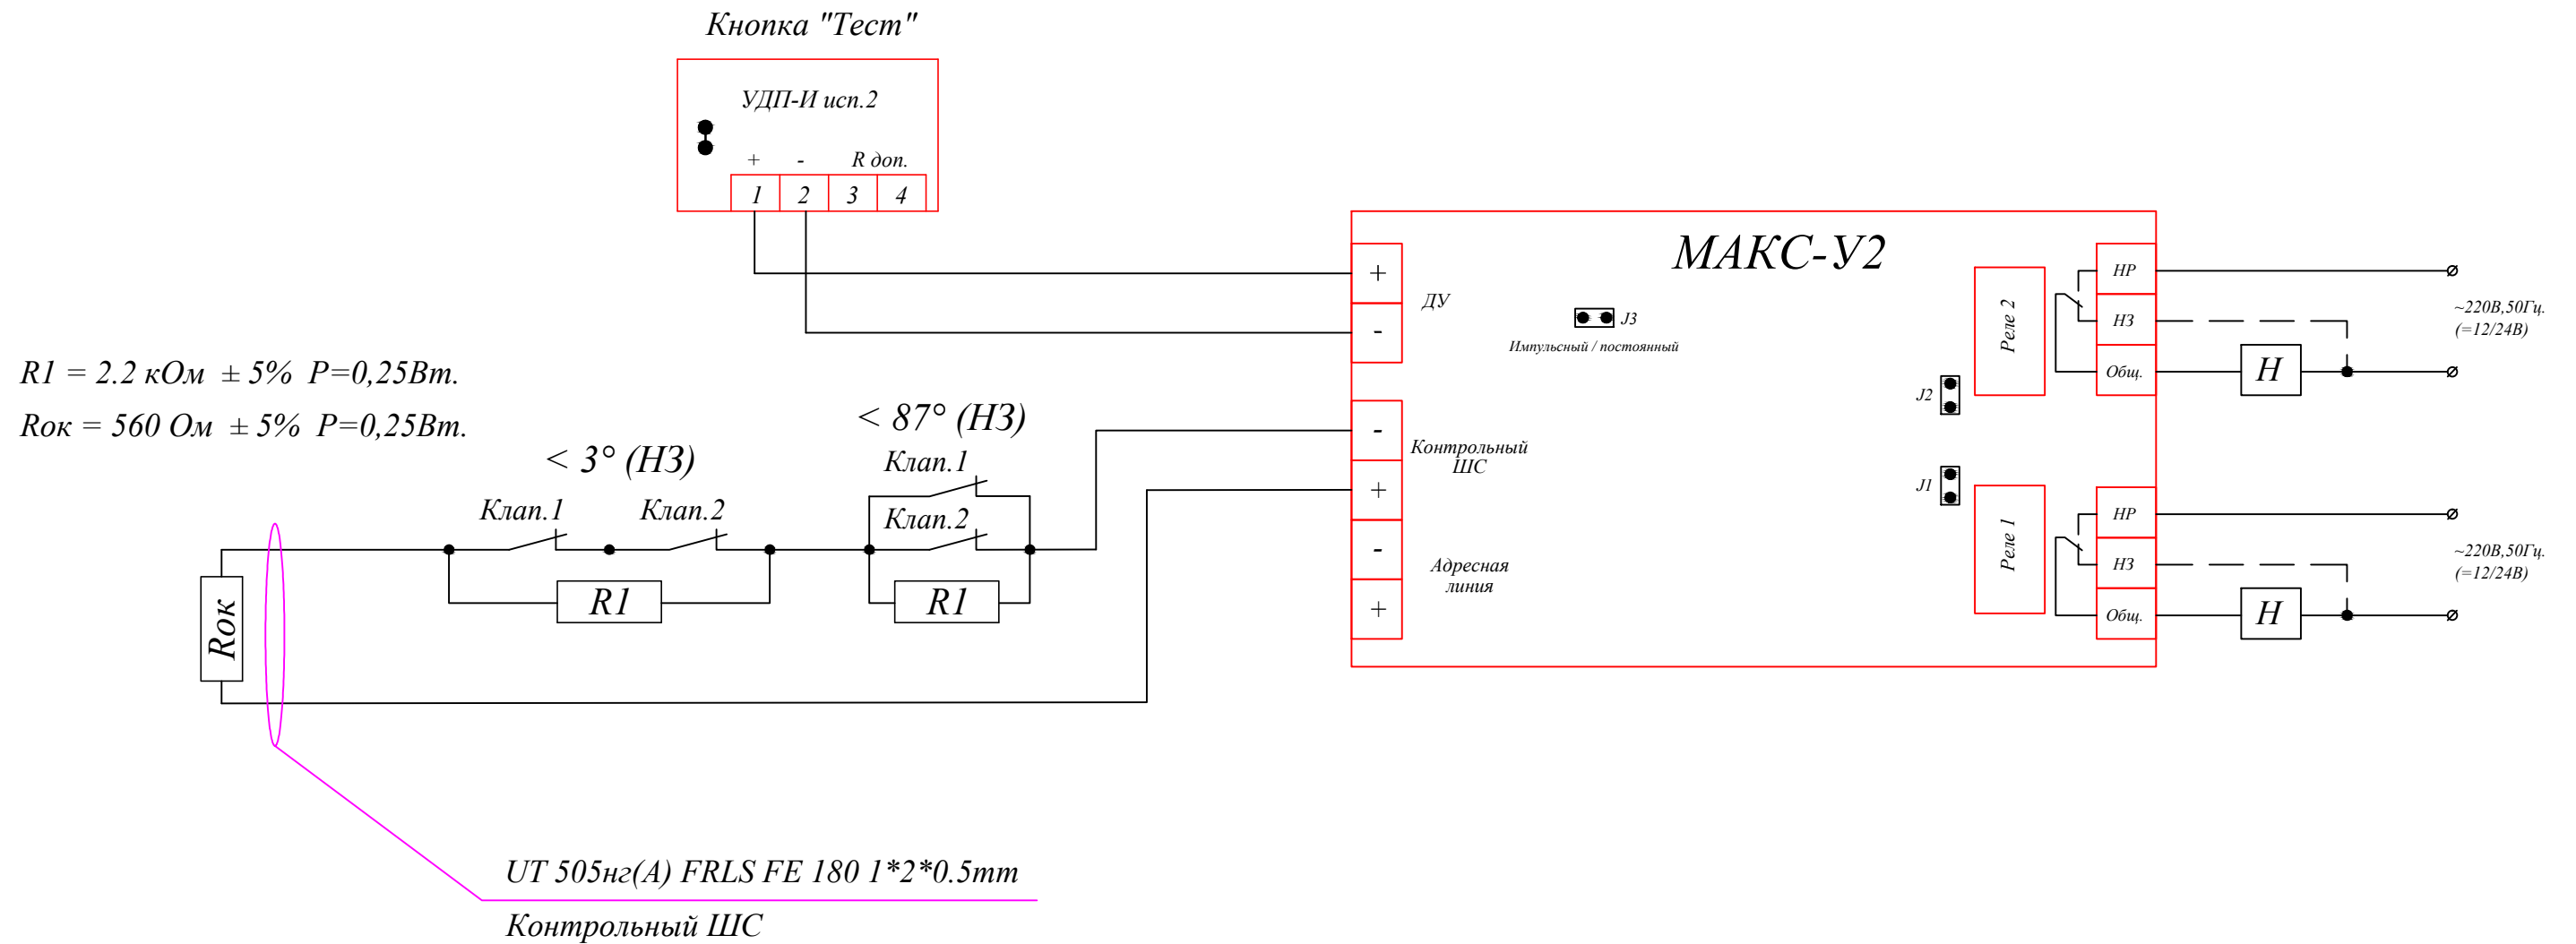 Кнопка "Тест"
УДП-И исп.2
+ - R доп.
1 2 3 4
МАКС-У2
+
ДУ
-
J3
Импульсный / постоянный
Реле 2
НР
НЗ
Общ.
Н
~220В,50Гц.
(=12/24В)
J2
R1 = 2.2 кОм ± 5% P=0,25Вт.
Rок = 560 Ом ± 5% P=0,25Вт.
< 3° (НЗ)
Клап.1
Клап.2
R1
< 87° (НЗ)
Клап.1
Клап.2
R1
Rок
-
Контрольный
ШС
+
-
Адресная
линия
+
J1
Реле 1
НР
НЗ
Общ.
Н
~220В,50Гц.
(=12/24В)
UT 505нг(А) FRLS FE 180 1*2*0.5mm
Контрольный ШС